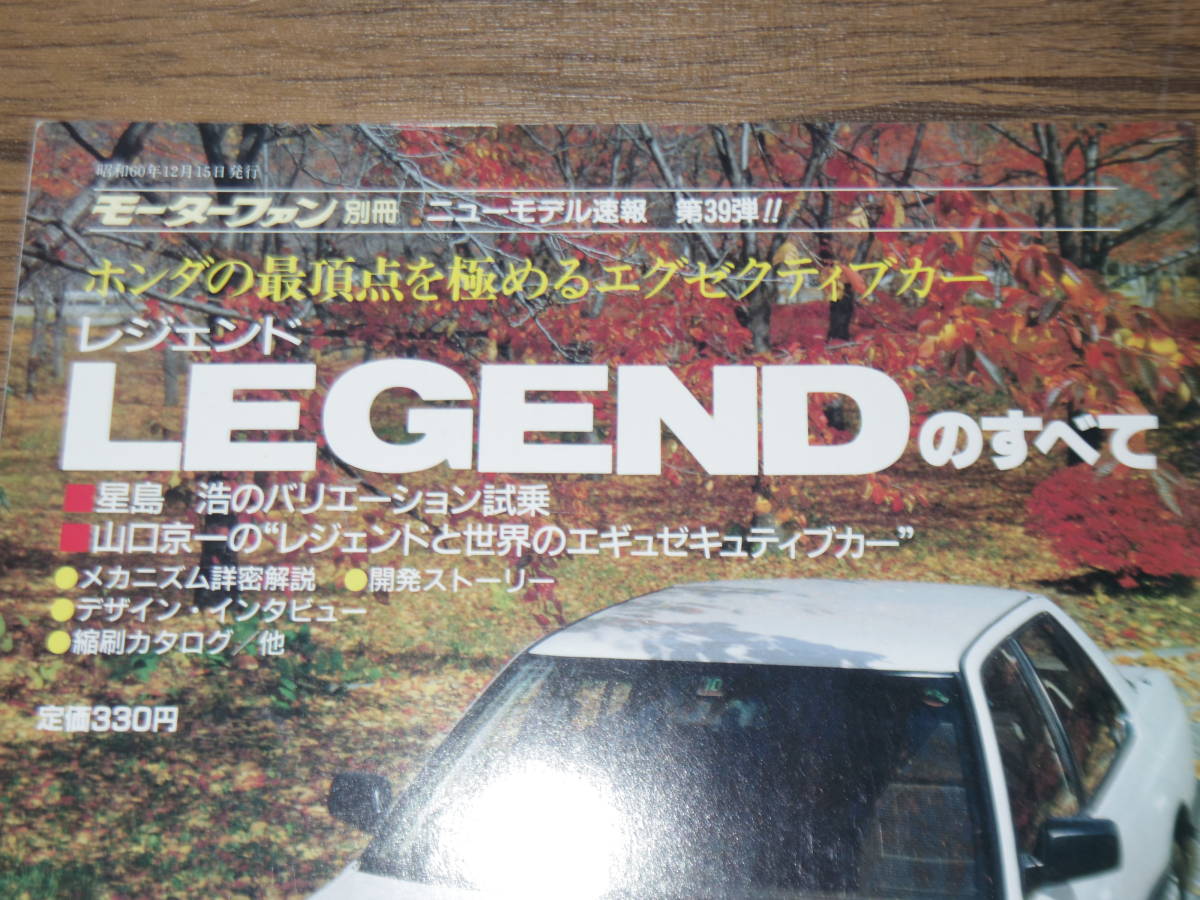 昭和60年12月15日発行
モーターファン別冊 ニューモデル速報 第39弾!!
ホンダの最頂点を極めるエグゼクティブカー
レジェンド
LEGENDのすべて
■星島 浩のバリエーション試乗
■山口京一の“レジェンドと世界のエギュゼキュティブカー”
●メカニズム詳密解説 ●開発ストーリー
●デザイン・インタビュー
●縮刷カタログ／他
定価330円
10